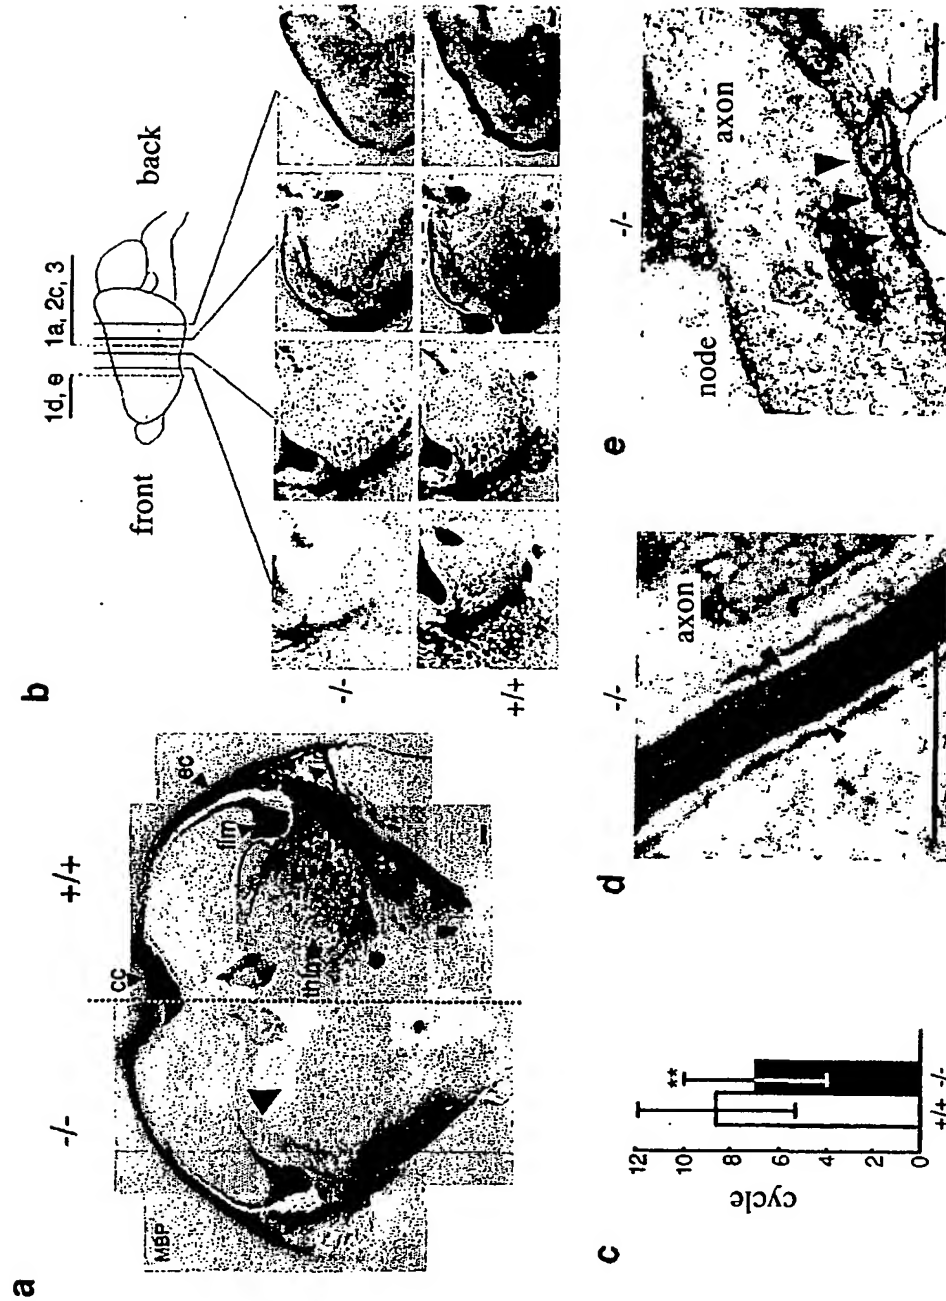 a
-/-
+/+
MBP
cc
ec
b
1d, e
1a, 2c, 3
front
back
-/-
+/+
c
cycle
12
10
8
6
4
2
0
**
+/+
-/-
d
-/-
axon
e
-/-
node
axon